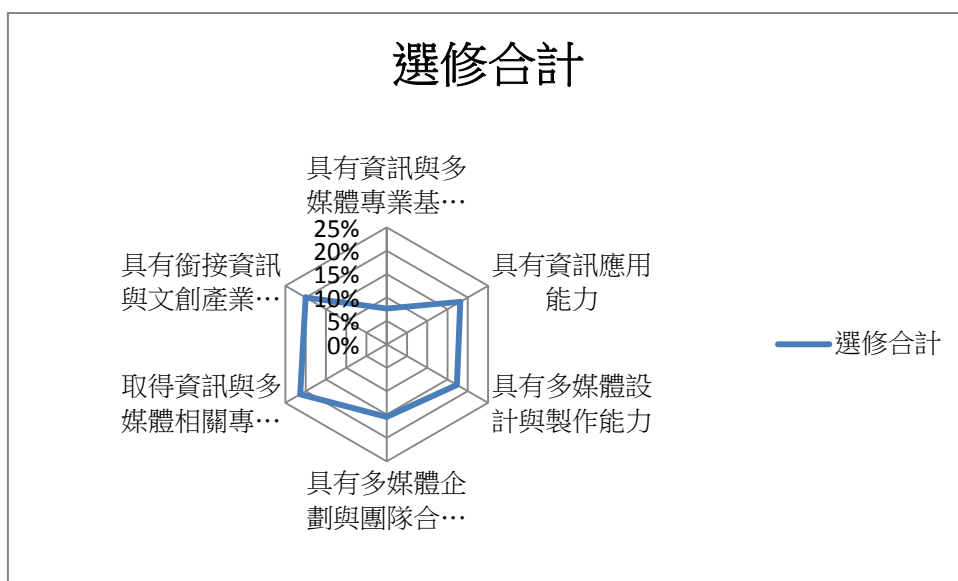 選修合計
具有資訊與多
媒體專業基…
25%
20%
15%
10%
5%
0%
具有資訊應用
能力
具有多媒體設
計與製作能力
具有多媒體企
劃與團隊合…
取得資訊與多
媒體相關專…
具有銜接資訊
與文創產業…
選修合計